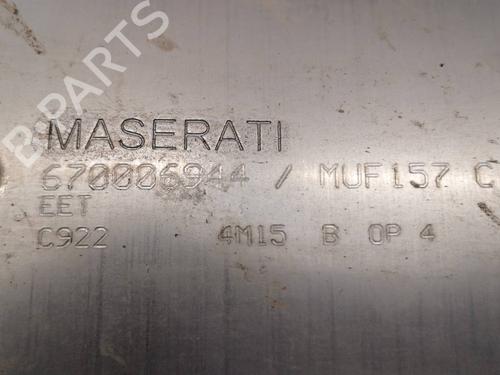 B-PARTS
MASERATI
670006944 / MUF157 C
EET
C922 4M15 B OP 4